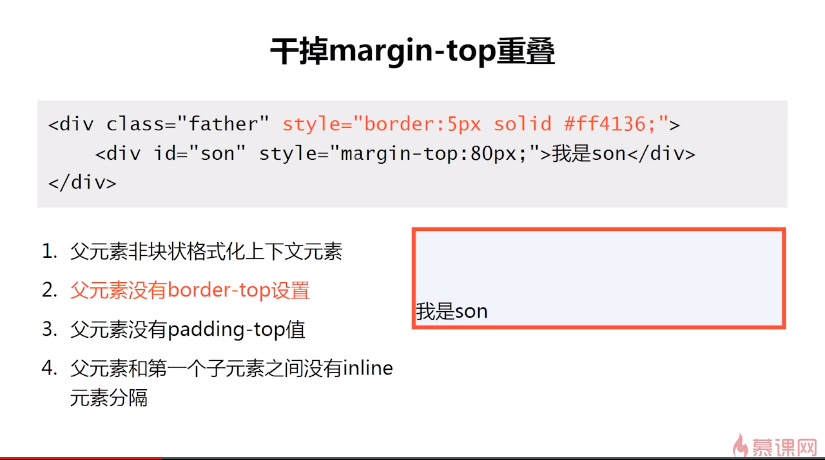 干掉margin-top重叠
<div class="father" style="border:5px solid #ff4136;">
    <div id="son" style="margin-top:80px;">我是son</div>
</div>
1. 父元素非块状格式化上下文元素
2. 父元素没有border-top设置
3. 父元素没有padding-top值
4. 父元素和第一个子元素之间没有inline
元素分隔
我是son
慕课网